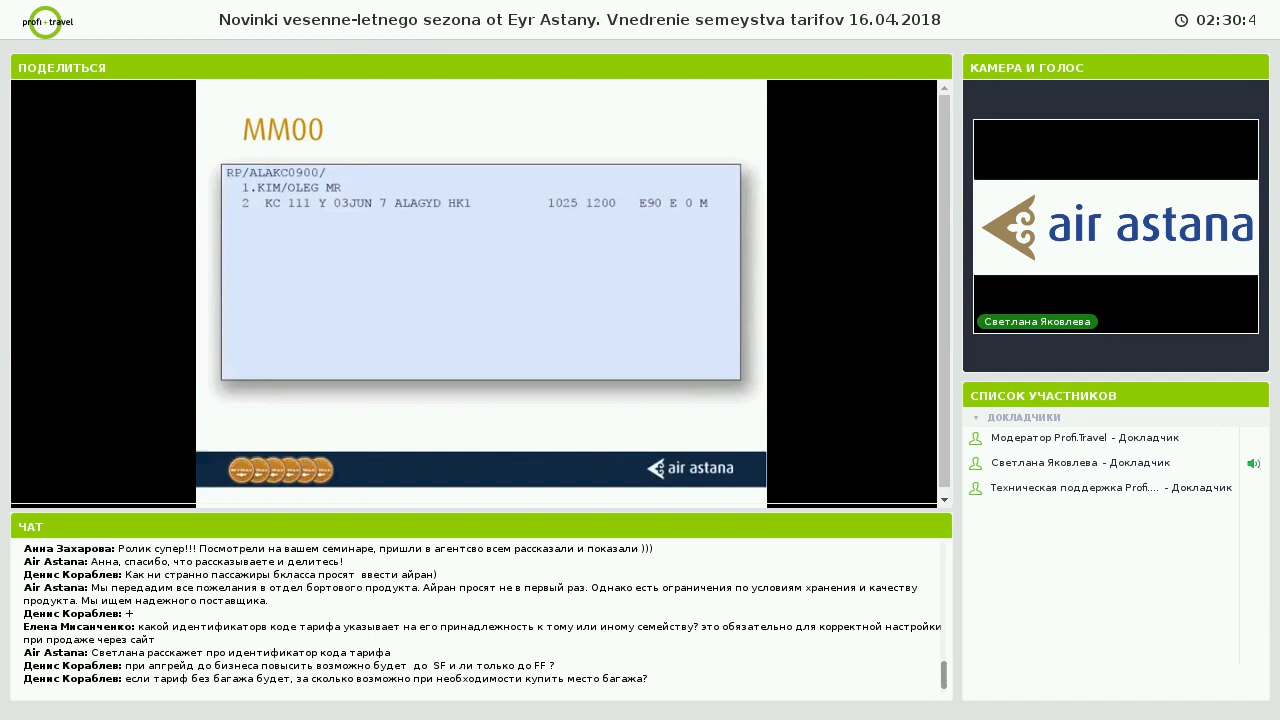 profi+travel
Novinki vesenne-letnego sezona ot Eyr Astany. Vnedrenie semeystva tarifov 16.04.2018
02:30:4
ПОДЕЛИТЬСЯ
MM00
RP/ALAKC0900/
1.KIM/OLEG MR
2 KC 111 Y 03JUN 7 ALAGYD HK1 1025 1200 E90 E 0 M
air astana
ЧАТ
Анна Захарова: Ролик супер!!! Посмотрели на вашем семинаре, пришли в агентсво всем рассказали и показали )))
Air Astana: Анна, спасибо, что рассказываете и делитесь!
Денис Кораблев: Как ни странно пассажиры бкласса просят ввести айран)
Air Astana: Мы передадим все пожелания в отдел бортового продукта. Айран просят не в первый раз. Однако есть ограничения по условиям хранения и качеству
продукта. Мы ищем надежного поставщика.
Денис Кораблев: +
Елена Мисанченко: какой идентификаторв коде тарифа указывает на его принадлежность к тому или иному семейству? это обязательно для корректной настройки
при продаже через сайт
Air Astana: Светлана расскажет про идентификатор кода тарифа
Денис Кораблев: при апгрейд до бизнеса повысить возможно будет до SF и ли только до FF ?
Денис Кораблев: если тариф без багажа будет, за сколько возможно при необходимости купить место багажа?
КАМЕРА И ГОЛОС
air astana
Светлана Яковлева
СПИСОК УЧАСТНИКОВ
ДОКЛАДЧИКИ
Модератор Profi.Travel - Докладчик
Светлана Яковлева - Докладчик
Техническая поддержка Profi.... - Докладчик